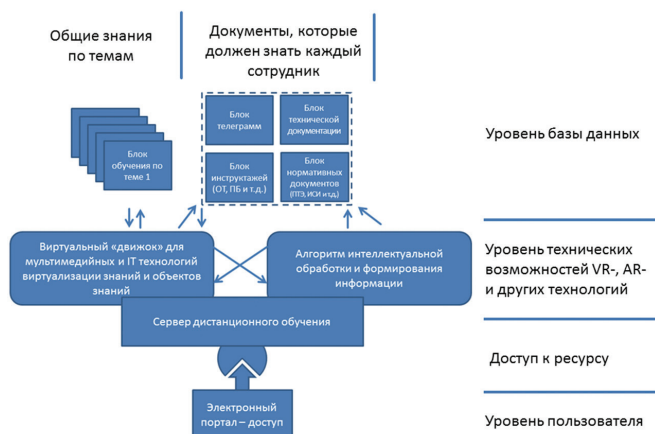 Общие знания
по темам
Документы, которые
должен знать каждый
сотрудник
Блок
телеграмм
Блок
технической
документации
Блок
обучения по
теме 1
Блок
инструктажей
(ОТ, ПБ и т.д.)
Блок
нормативных
документов
(ПТЭ, ИСИ и т.д.)
Уровень базы данных
Виртуальный «движок» для
мультимедийных и IT технологий
виртуализации знаний и объектов
знаний
Алгоритм интеллектуальной
обработки и формирования
информации
Уровень технических
возможностей VR-, AR-
и других технологий
Сервер дистанционного обучения
Доступ к ресурсу
Электронный
портал – доступ
Уровень пользователя